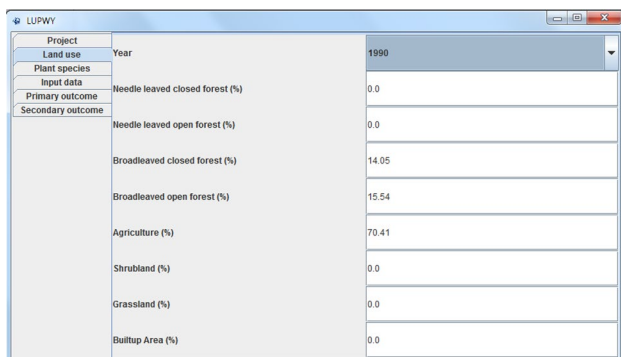 LUPWY
Project
Land use
Plant species
Input data
Primary outcome
Secondary outcome
Year 1990
Needle leaved closed forest (%) 0.0
Needle leaved open forest (%) 0.0
Broadleaved closed forest (%) 14.05
Broadleaved open forest (%) 15.54
Agriculture (%) 70.41
Shrubland (%) 0.0
Grassland (%) 0.0
Builtup Area (%) 0.0